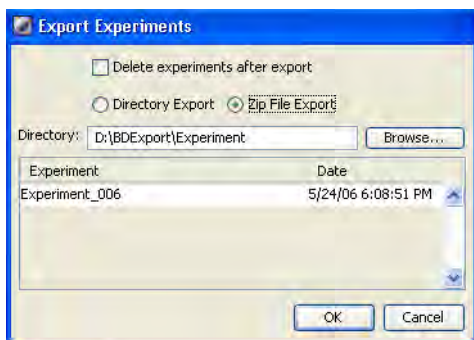 Export Experiments
Delete experiments after export
Directory Export Zip File Export
Directory: D:\BDExport\Experiment Browse...
Experiment Date
Experiment_006 5/24/06 6:08:51 PM
OK Cancel